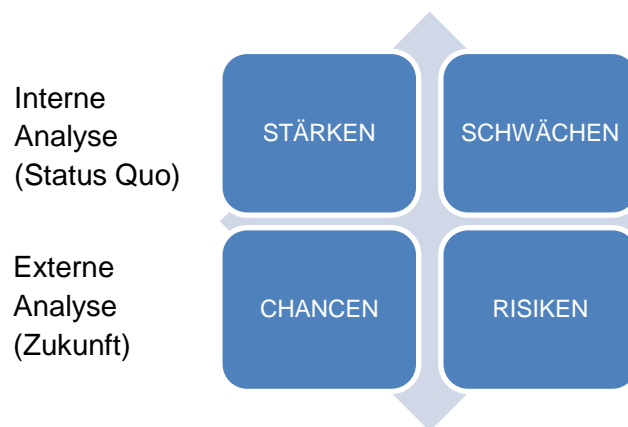 Interne
Analyse
(Status Quo)
STÄRKEN
SCHWÄCHEN
Externe
Analyse
(Zukunft)
CHANCEN
RISIKEN